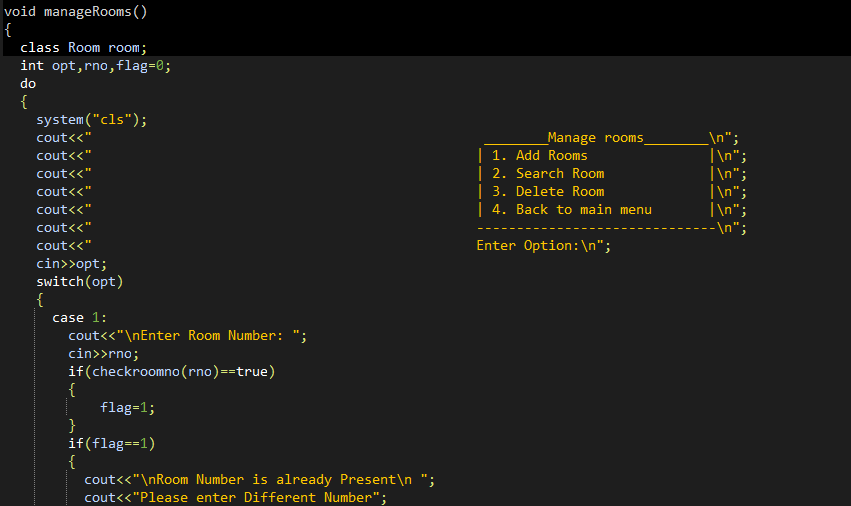 void manageRooms()
{
class Room room;
int opt,rno,flag=0;
do
{
system("cls");
cout<<" ________Manage rooms________\n";
cout<<" | 1. Add Rooms |\n";
cout<<" | 2. Search Room |\n";
cout<<" | 3. Delete Room |\n";
cout<<" | 4. Back to main menu |\n";
cout<<" ------------------------------\n";
cout<<" Enter Option:\n";
cin>>opt;
switch(opt)
{
case 1:
cout<<"\nEnter Room Number: ";
cin>>rno;
if(checkroomno(rno)==true)
{
flag=1;
}
if(flag==1)
{
cout<<"\nRoom Number is already Present\n ";
cout<<"Please enter Different Number";